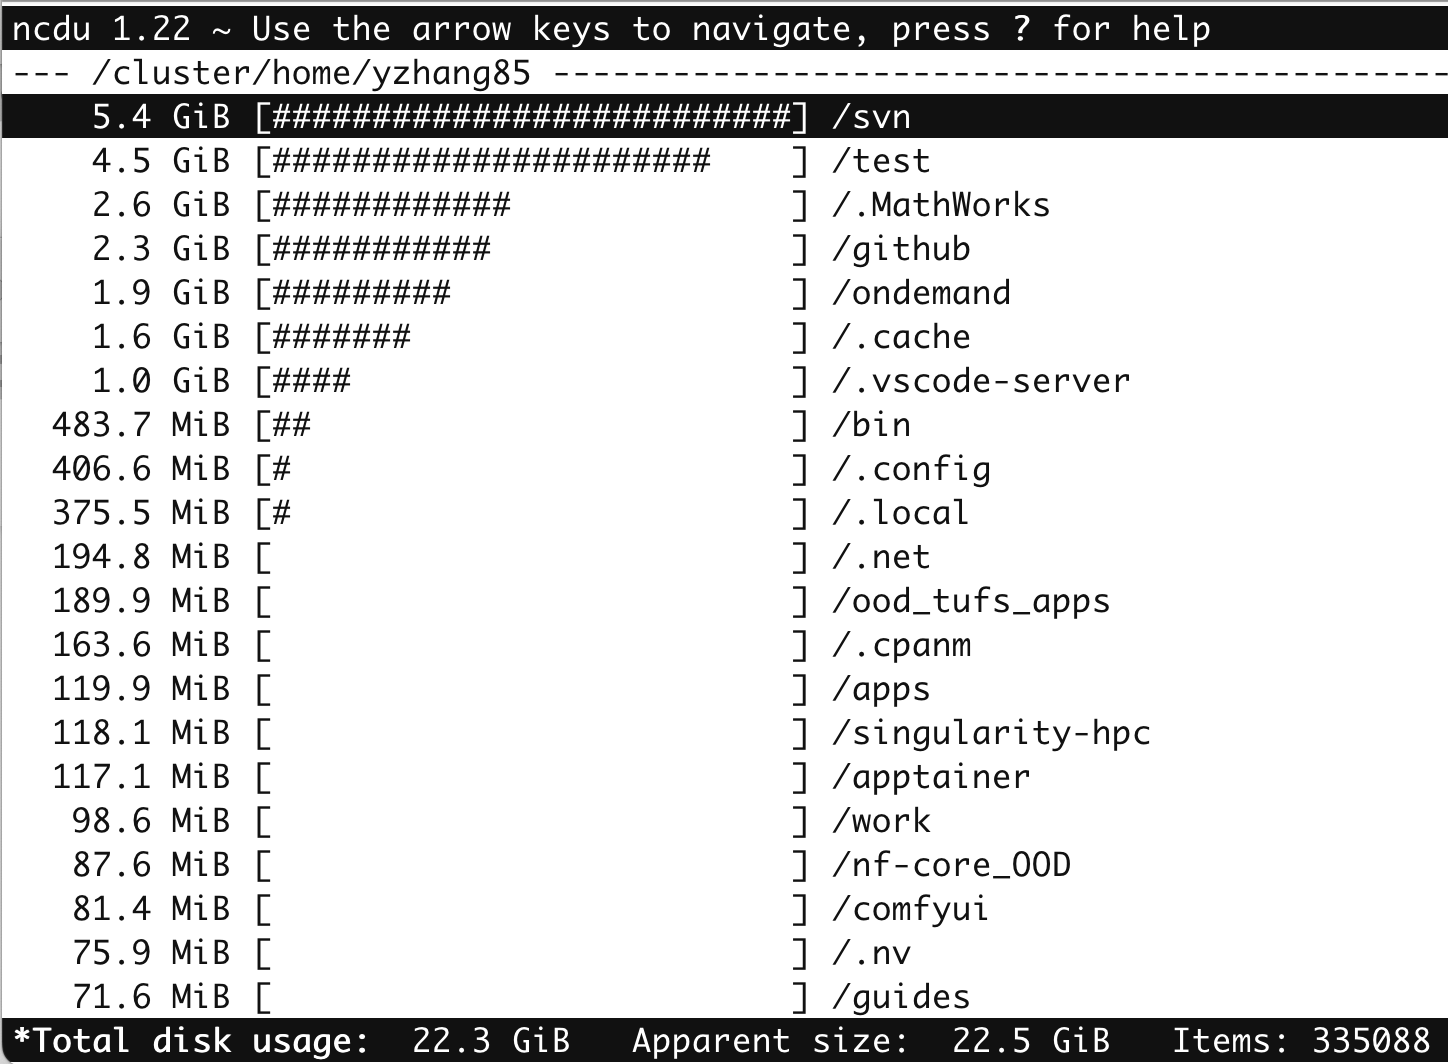 ncdu 1.22 ~ Use the arrow keys to navigate, press ? for help
--- /cluster/home/yzhang85 ---------------------------------------------
    5.4 GiB [##########################] /svn
    4.5 GiB [######################    ] /test
    2.6 GiB [############              ] /.MathWorks
    2.3 GiB [###########               ] /github
    1.9 GiB [#########                 ] /ondemand
    1.6 GiB [#######                   ] /.cache
    1.0 GiB [####                      ] /.vscode-server
  483.7 MiB [##                        ] /bin
  406.6 MiB [#                         ] /.config
  375.5 MiB [#                         ] /.local
  194.8 MiB [                          ] /.net
  189.9 MiB [                          ] /ood_tufs_apps
  163.6 MiB [                          ] /.cpanm
  119.9 MiB [                          ] /apps
  118.1 MiB [                          ] /singularity-hpc
  117.1 MiB [                          ] /apptainer
   98.6 MiB [                          ] /work
   87.6 MiB [                          ] /nf-core_OOD
   81.4 MiB [                          ] /comfyui
   75.9 MiB [                          ] /.nv
   71.6 MiB [                          ] /guides
*Total disk usage:  22.3 GiB   Apparent size:  22.5 GiB   Items: 335088